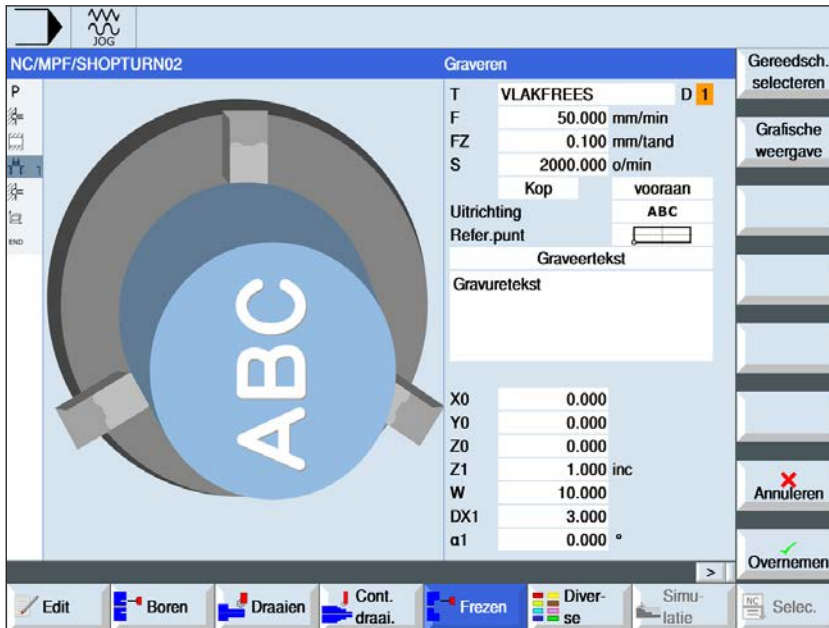 JOG
NC/MPF/SHOPTURN02
Graveren
P
1
END
ABC
T VLAKFREES D 1
F 50.000 mm/min
FZ 0.100 mm/tand
S 2000.000 o/min
Kop vooraan
Uitrichting ABC
Refer.punt
Graveertekst
Gravuretekst
X0 0.000
Y0 0.000
Z0 0.000
Z1 1.000 inc
W 10.000
DX1 3.000
α1 0.000 °
>
Gereedsch.
selecteren
Grafische
weergave
Annuleren
Overnemen
Edit
Boren
Draaien
Cont.
draai.
Frezen
Diver-
se
Simu-
latie
NC
Selec.